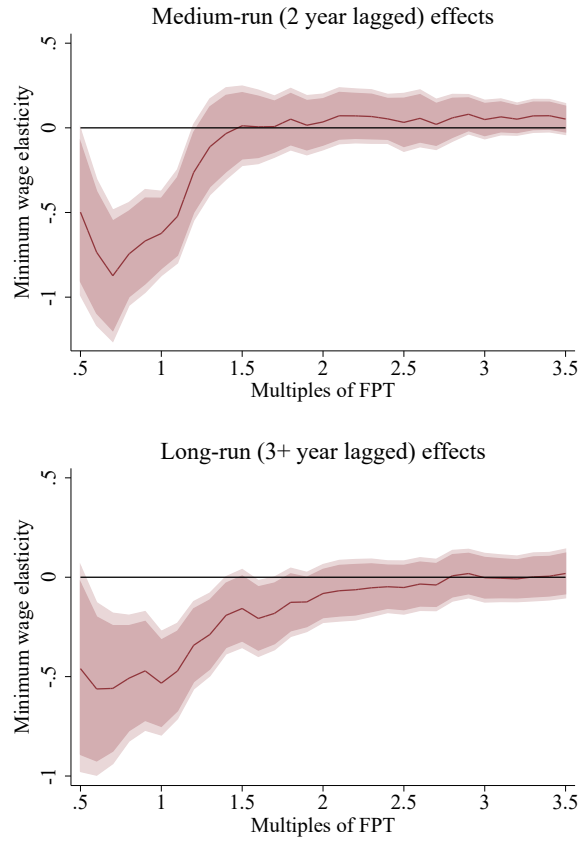 Medium-run (2 year lagged) effects
Minimum wage elasticity
.5
0
-.5
-1
.5 1 1.5 2 2.5 3 3.5
Multiples of FPT
Long-run (3+ year lagged) effects
Minimum wage elasticity
.5
0
-.5
-1
.5 1 1.5 2 2.5 3 3.5
Multiples of FPT